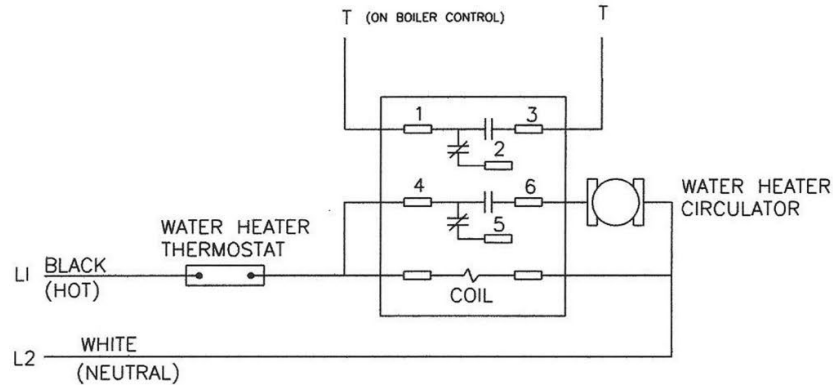 T (ON BOILER CONTROL)
T
1
3
2
4
6
5
WATER HEATER
CIRCULATOR
WATER HEATER
THERMOSTAT
L1
BLACK
(HOT)
COIL
L2
WHITE
(NEUTRAL)